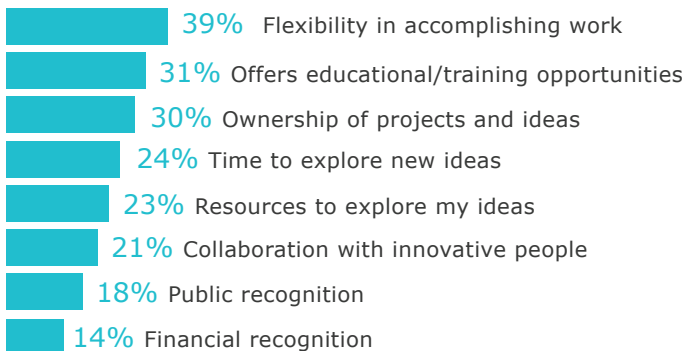 39% Flexibility in accomplishing work
31% Offers educational/training opportunities
30% Ownership of projects and ideas
24% Time to explore new ideas
23% Resources to explore my ideas
21% Collaboration with innovative people
18% Public recognition
14% Financial recognition